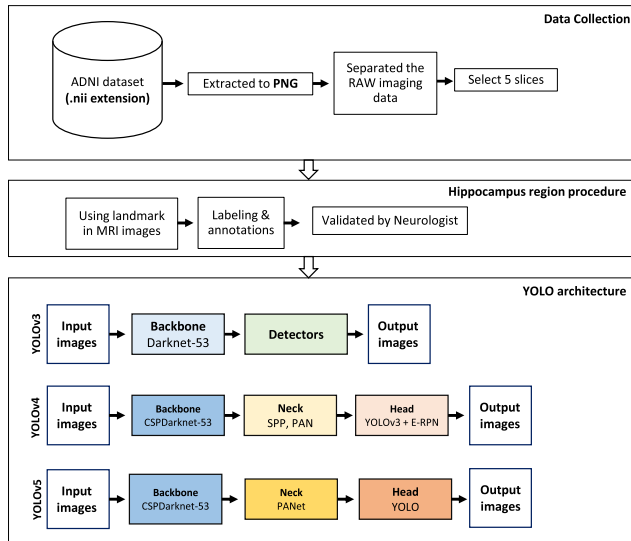 Data Collection
ADNI dataset
(.nii extension)
Extracted to PNG
Separated the
RAW imaging
data
Select 5 slices
Hippocampus region procedure
Using landmark
in MRI images
Labeling &
annotations
Validated by Neurologist
YOLO architecture
YOLOv3
Input
images
Backbone
Darknet-53
Detectors
Output
images
YOLOv4
Input
images
Backbone
CSPDarknet-53
Neck
SPP, PAN
Head
YOLOv3 + E-RPN
Output
images
YOLOv5
Input
images
Backbone
CSPDarknet-53
Neck
PANet
Head
YOLO
Output
images